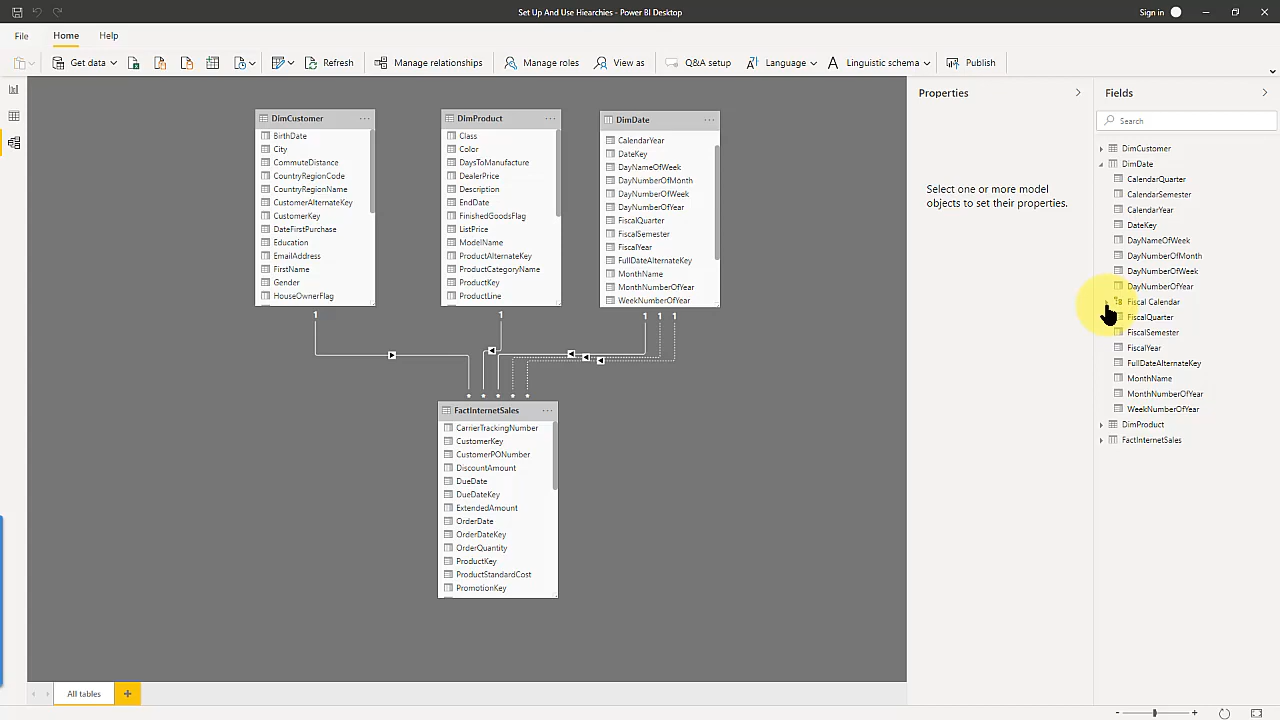 Set Up And Use Hiearchies - Power BI Desktop
Sign in
File
Home
Help
Get data
Refresh
Manage relationships
Manage roles
View as
Q&A setup
Language
Linguistic schema
Publish
DimCustomer
BirthDate
City
CommuteDistance
CountryRegionCode
CountryRegionName
CustomerAlternateKey
CustomerKey
DateFirstPurchase
Education
EmailAddress
FirstName
Gender
HouseOwnerFlag
DimProduct
Class
Color
DaysToManufacture
DealerPrice
Description
EndDate
FinishedGoodsFlag
ListPrice
ModelName
ProductAlternateKey
ProductCategoryName
ProductKey
ProductLine
DimDate
CalendarYear
DateKey
DayNameOfWeek
DayNumberOfMonth
DayNumberOfWeek
DayNumberOfYear
FiscalQuarter
FiscalSemester
FiscalYear
FullDateAlternateKey
MonthName
MonthNumberOfYear
WeekNumberOfYear
1
1
1 1 1
* * * * *
FactInternetSales
CarrierTrackingNumber
CustomerKey
CustomerPONumber
DiscountAmount
DueDate
DueDateKey
ExtendedAmount
OrderDate
OrderDateKey
OrderQuantity
ProductKey
ProductStandardCost
PromotionKey
Properties
Select one or more model
objects to set their properties.
Fields
Search
DimCustomer
DimDate
CalendarQuarter
CalendarSemester
CalendarYear
DateKey
DayNameOfWeek
DayNumberOfMonth
DayNumberOfWeek
DayNumberOfYear
Fiscal Calendar
FiscalQuarter
FiscalSemester
FiscalYear
FullDateAlternateKey
MonthName
MonthNumberOfYear
WeekNumberOfYear
DimProduct
FactInternetSales
All tables